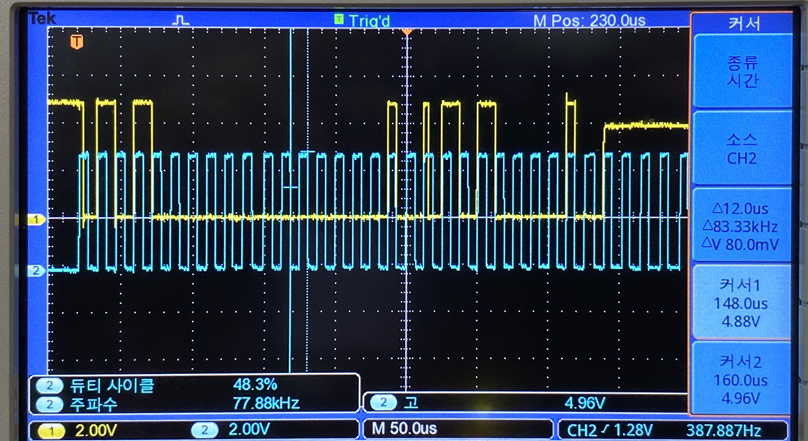 Tek
T Trig'd
M Pos: 230.0us
커서
T
종류
시간
소스
CH2
△12.0us
△83.33kHz
△V 80.0mV
커서1
148.0us
4.88V
커서2
160.0us
4.96V
1
2
2 듀티 사이클 48.3%
2 주파수 77.88kHz
2 고 4.96V
1 2.00V
2 2.00V
M 50.0us
CH2 1.28V
387.887Hz